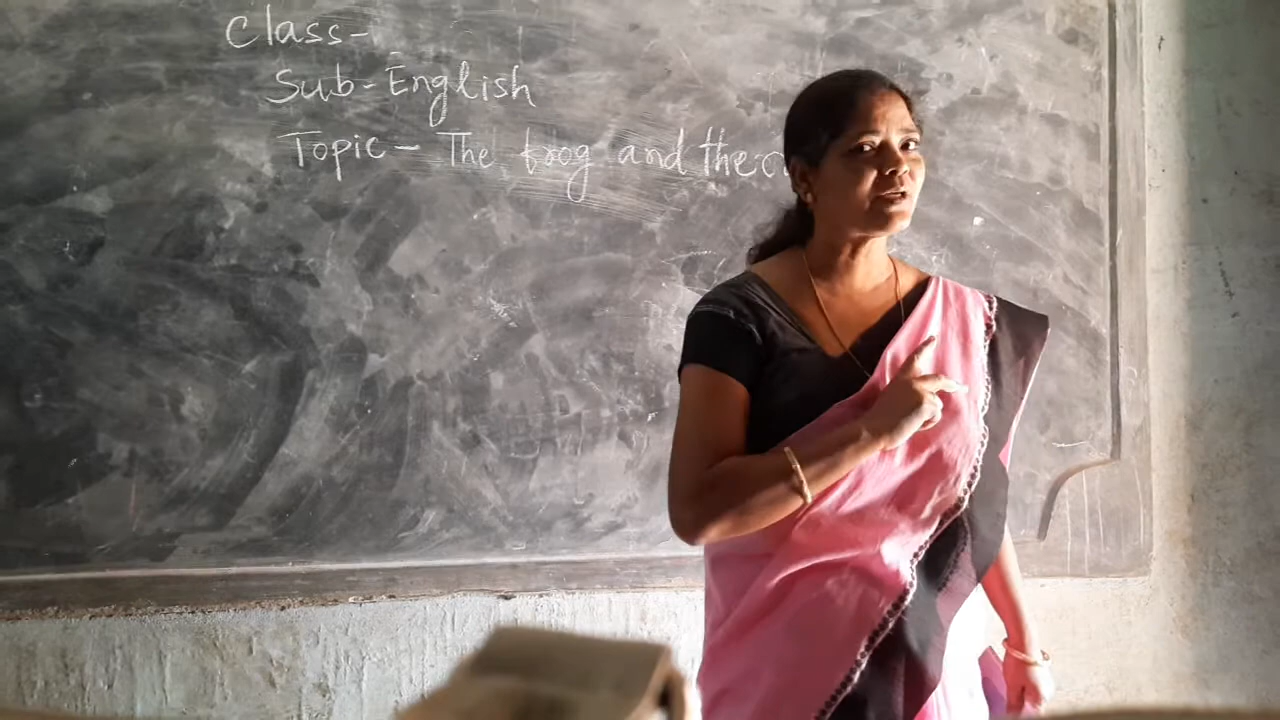 Class-
Sub-English
Topic- The frog and the